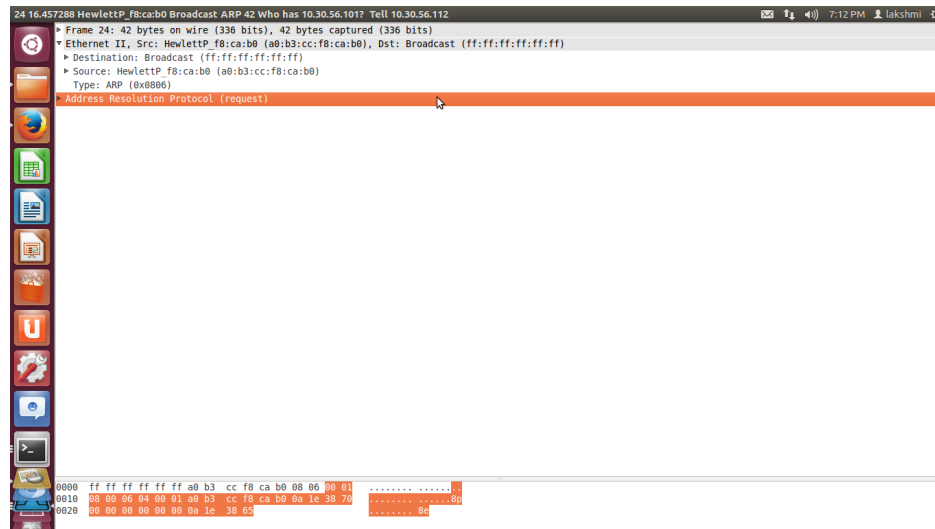 24 16.457288 HewlettP_f8:ca:b0 Broadcast ARP 42 Who has 10.30.56.101? Tell 10.30.56.112 7:12 PM lakshmi
Frame 24: 42 bytes on wire (336 bits), 42 bytes captured (336 bits)
Ethernet II, Src: HewlettP_f8:ca:b0 (a0:b3:cc:f8:ca:b0), Dst: Broadcast (ff:ff:ff:ff:ff:ff)
Destination: Broadcast (ff:ff:ff:ff:ff:ff)
Source: HewlettP_f8:ca:b0 (a0:b3:cc:f8:ca:b0)
Type: ARP (0x0806)
Address Resolution Protocol (request)
0000 ff ff ff ff ff ff a0 b3 cc f8 ca b0 08 06 00 01 ........ ........
0010 08 00 06 04 00 01 a0 b3 cc f8 ca b0 0a 1e 38 70 ........ ......8p
0020 00 00 00 00 00 00 0a 1e 38 65 ........ 8e